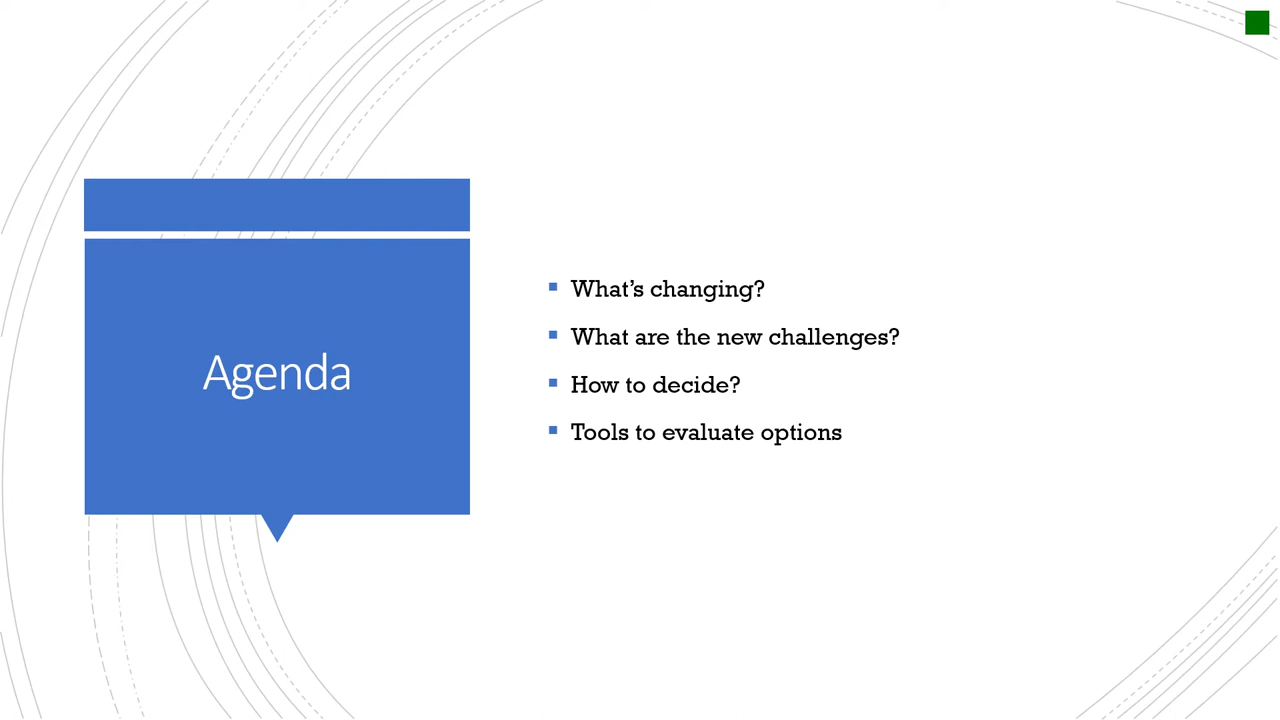 Agenda
What’s changing?
What are the new challenges?
How to decide?
Tools to evaluate options